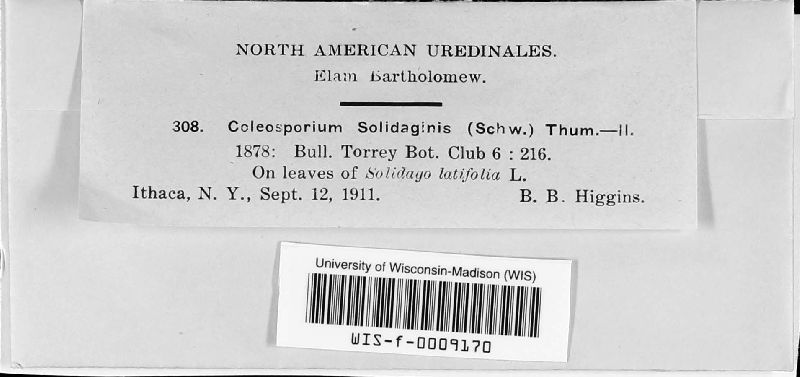 NORTH AMERICAN UREDINALES.
Elam Bartholomew.
308. Coleosporium Solidaginis (Schw.) Thum.—II.
1878: Bull. Torrey Bot. Club 6 : 216.
On leaves of Solidago latifolia L.
Ithaca, N. Y., Sept. 12, 1911. B. B. Higgins.
University of Wisconsin-Madison (WIS)
WIS-f-0009170